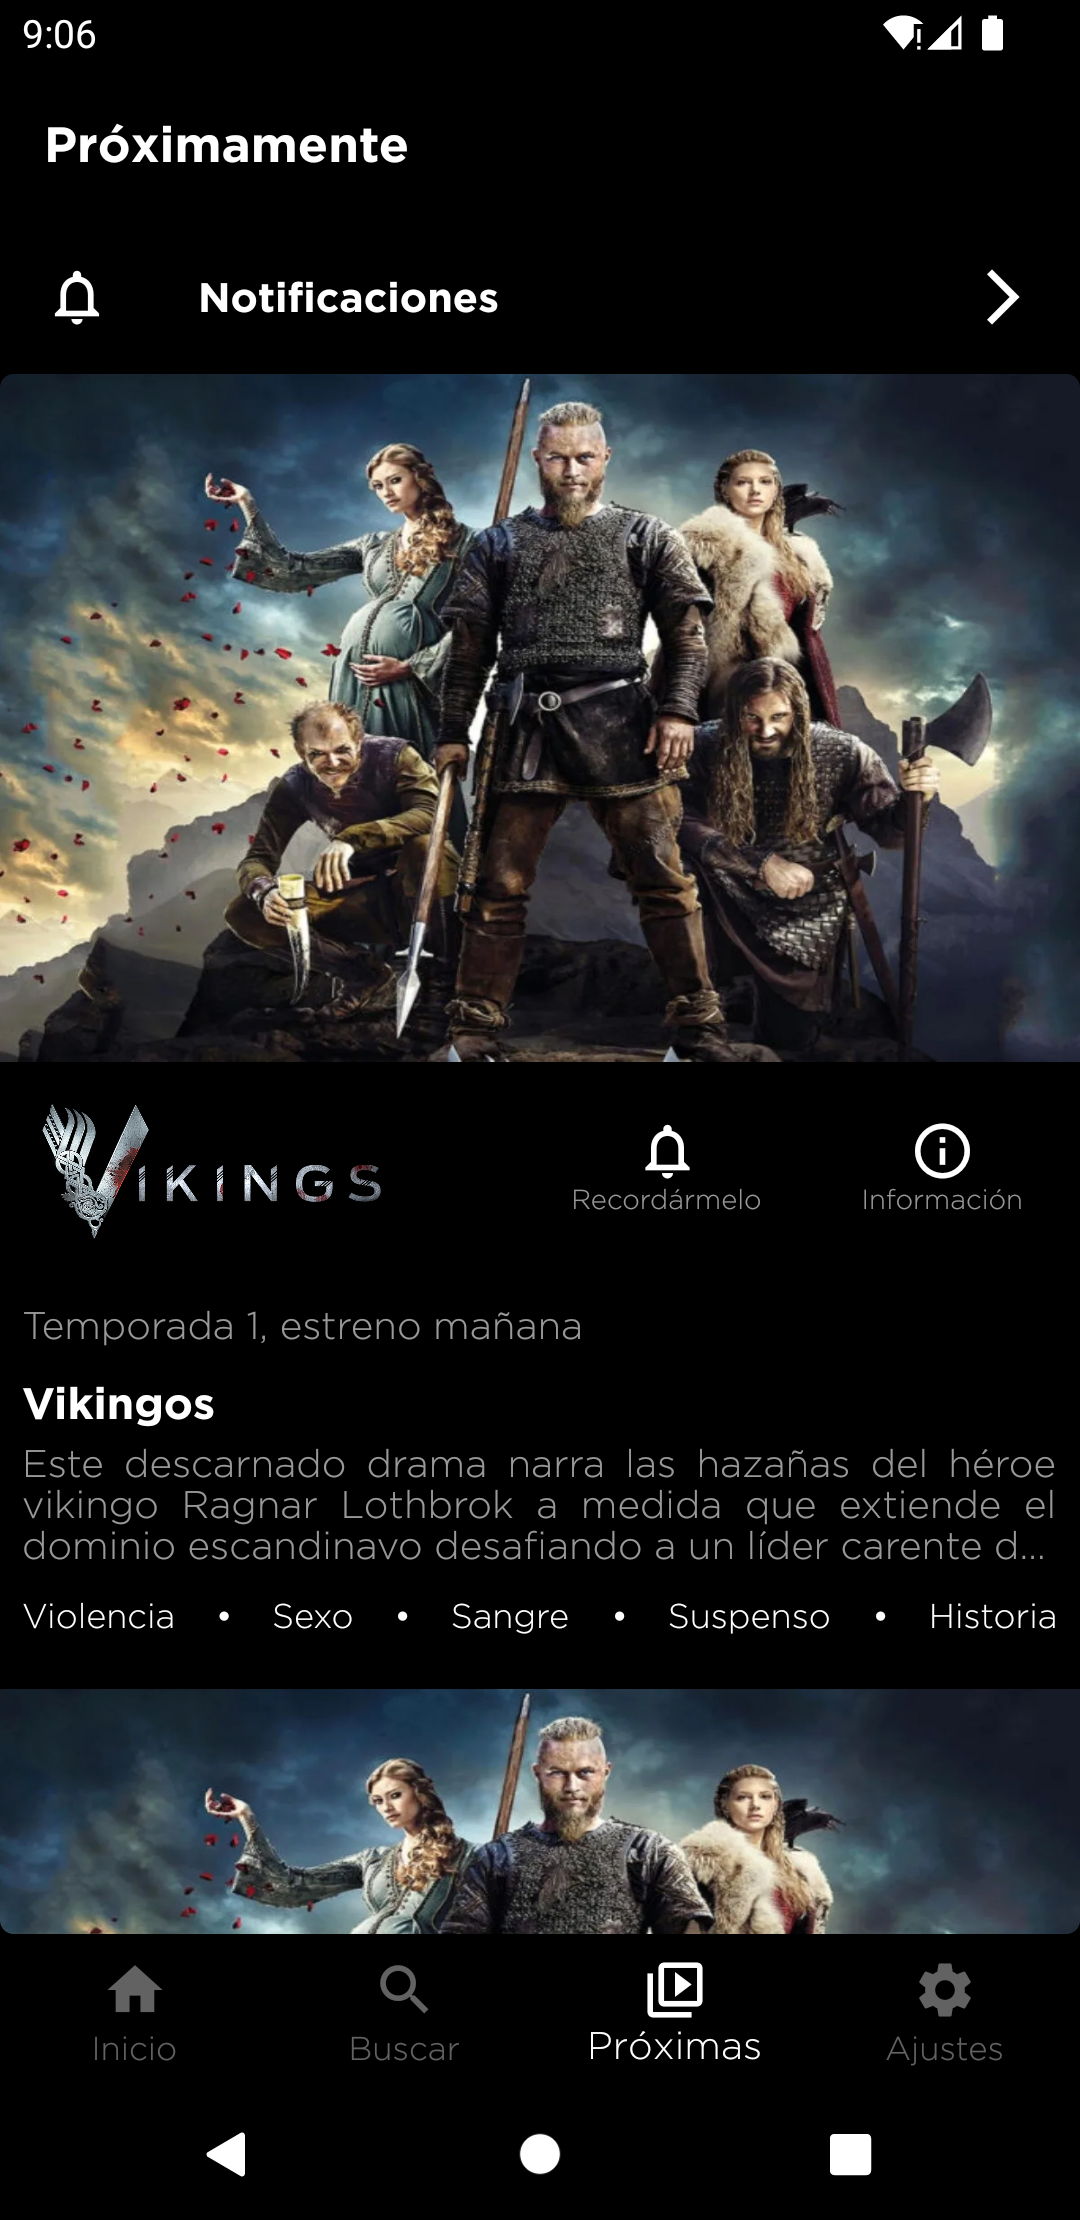 9:06
Próximamente
Notificaciones
VIKINGS
Recordármelo
Información
Temporada 1, estreno mañana
Vikingos
Este descarnado drama narra las hazañas del héroe
vikingo Ragnar Lothbrok a medida que extiende el
dominio escandinavo desafiando a un líder carente d...
Violencia • Sexo • Sangre • Suspenso • Historia
Inicio
Buscar
Próximas
Ajustes